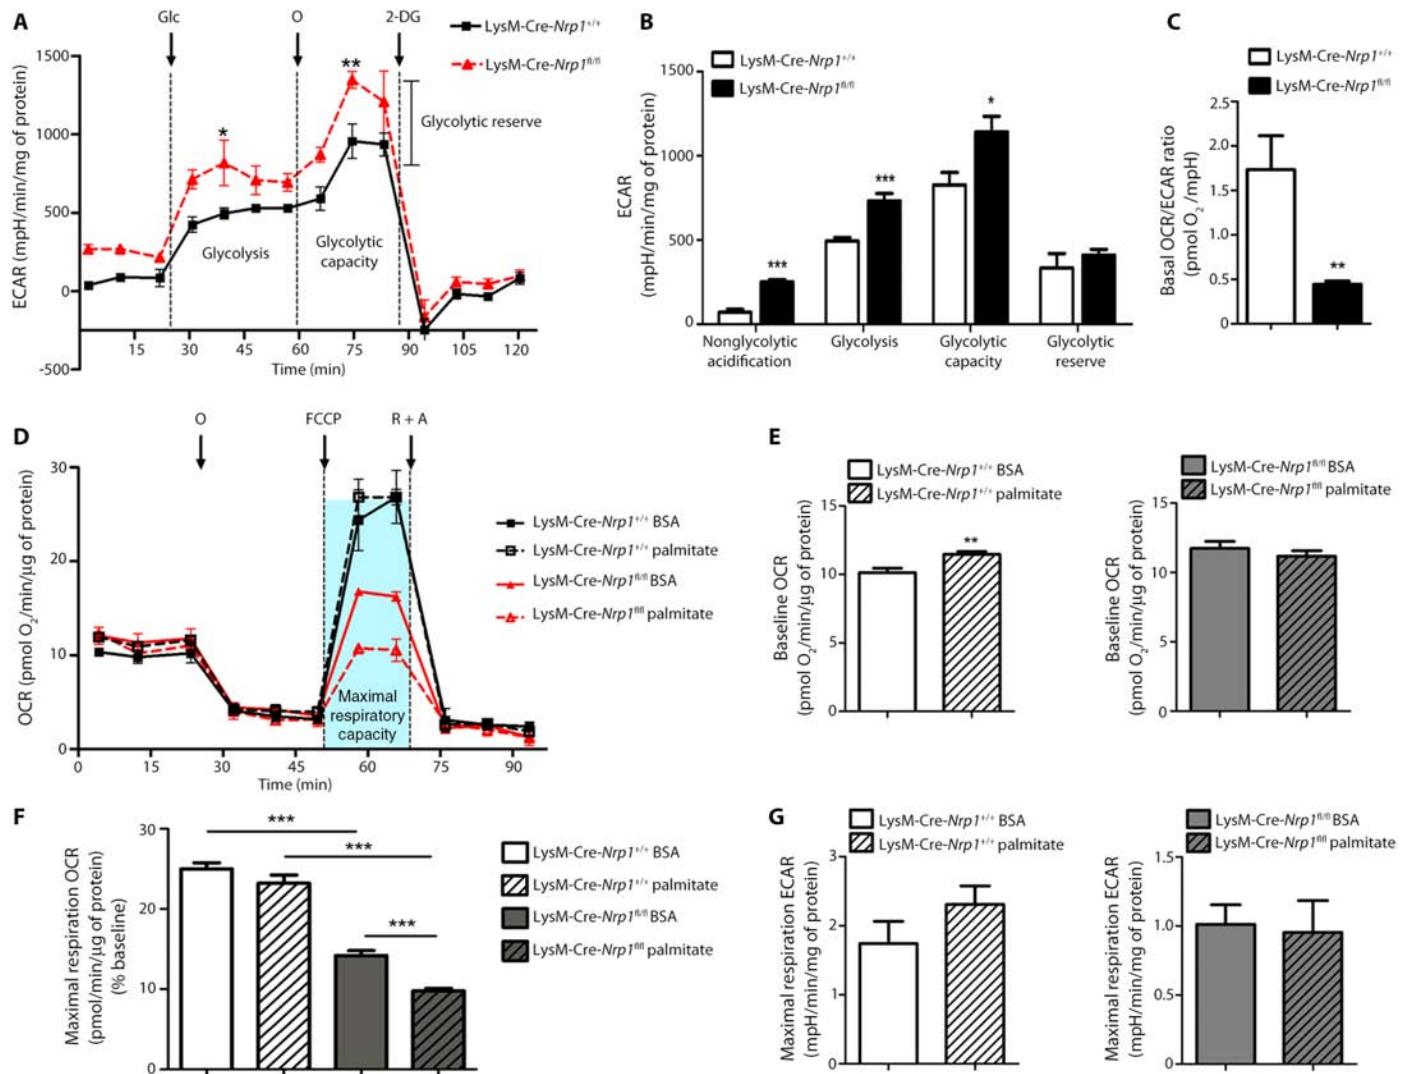 A
Glc
O
2-DG
LysM-Cre-Nrp1+/+
LysM-Cre-Nrp1fl/fl
ECAR (mpH/min/mg of protein)
1500
1000
500
0
-500
*
**
Glycolysis
Glycolytic
capacity
Glycolytic reserve
15 30 45 60 75 90 105 120
Time (min)
B
LysM-Cre-Nrp1+/+
LysM-Cre-Nrp1fl/fl
ECAR
(mpH/min/mg of protein)
1500
1000
500
0
***
***
*
Nonglycolytic
acidification
Glycolysis
Glycolytic
capacity
Glycolytic
reserve
C
LysM-Cre-Nrp1+/+
LysM-Cre-Nrp1fl/fl
Basal OCR/ECAR ratio
(pmol O2/mpH)
2.5
2.0
1.5
1.0
0.5
0
**
D
O
FCCP
R + A
OCR (pmol O2/min/μg of protein)
30
20
10
0
Maximal
respiratory
capacity
0 15 30 45 60 75 90
Time (min)
LysM-Cre-Nrp1+/+ BSA
LysM-Cre-Nrp1+/+ palmitate
LysM-Cre-Nrp1fl/fl BSA
LysM-Cre-Nrp1flfl palmitate
E
LysM-Cre-Nrp1+/+ BSA
LysM-Cre-Nrp1+/+ palmitate
Baseline OCR
(pmol O2/min/μg of protein)
15
10
5
0
**
LysM-Cre-Nrp1fl/fl BSA
LysM-Cre-Nrp1flfl palmitate
Baseline OCR
(pmol O2/min/μg of protein)
15
10
5
0
F
Maximal respiration OCR
(pmol/min/μg of protein)
(% baseline)
30
20
10
0
***
***
***
LysM-Cre-Nrp1+/+ BSA
LysM-Cre-Nrp1+/+ palmitate
LysM-Cre-Nrp1fl/fl BSA
LysM-Cre-Nrp1flfl palmitate
G
LysM-Cre-Nrp1+/+ BSA
LysM-Cre-Nrp1+/+ palmitate
Maximal respiration ECAR
(mpH/min/mg of protein)
3
2
1
0
LysM-Cre-Nrp1fl/fl BSA
LysM-Cre-Nrp1flfl palmitate
Maximal respiration ECAR
(mpH/min/mg of protein)
1.5
1.0
0.5
0